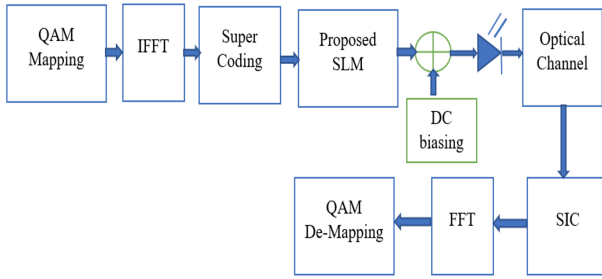 QAM
Mapping
IFFT
Super
Coding
Proposed
SLM
DC
biasing
Optical
Channel
SIC
FFT
QAM
De-Mapping